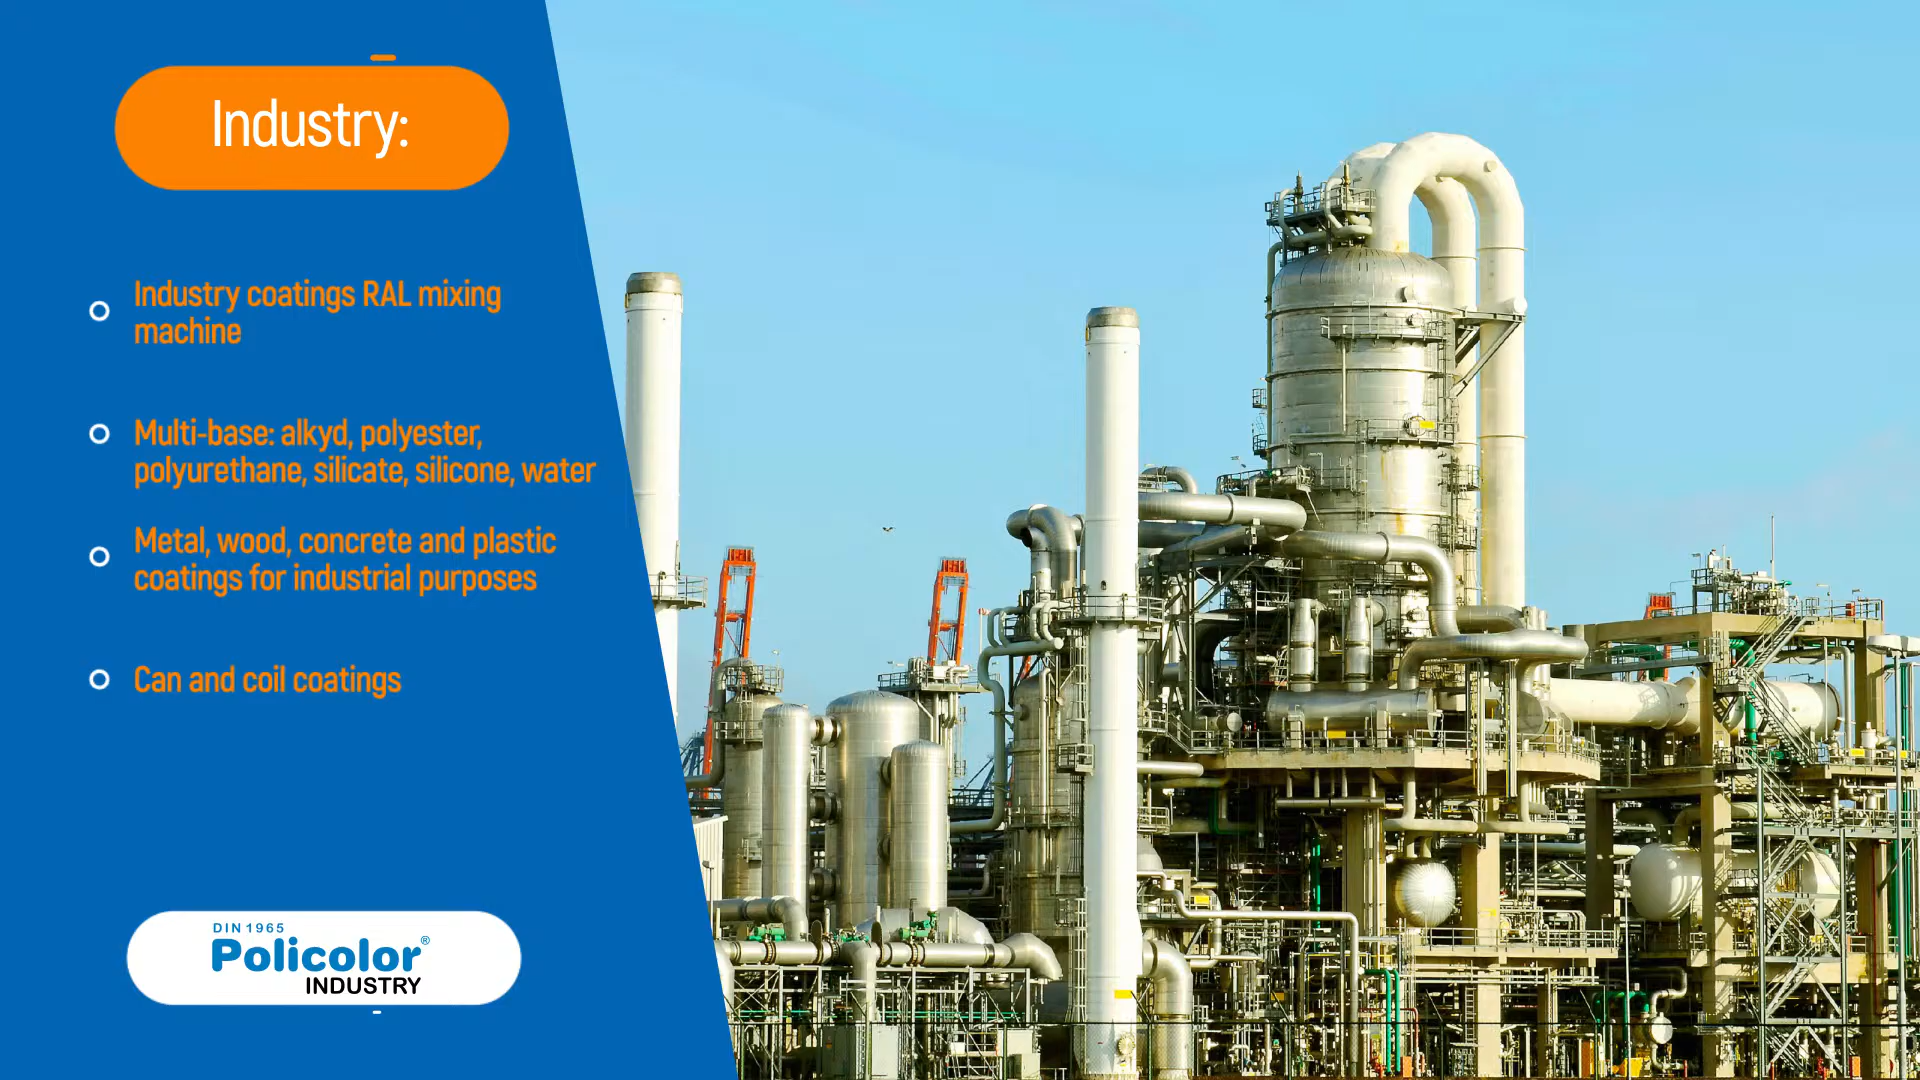 Industry:
Industry coatings RAL mixing
machine
Multi-base: alkyd, polyester,
polyurethane, silicate, silicone, water
Metal, wood, concrete and plastic
coatings for industrial purposes
Can and coil coatings
DIN 1965
Policolor®
INDUSTRY